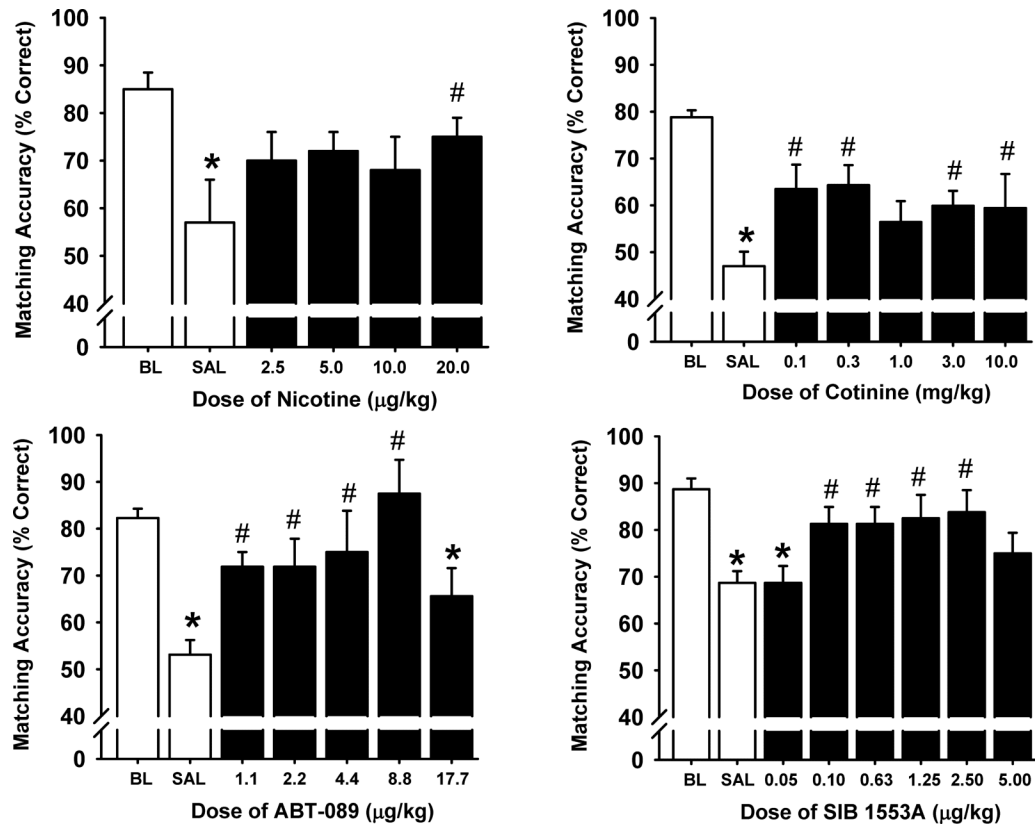 Matching Accuracy (% Correct)
100
90
80
70
60
50
40
0
*
#
BL SAL 2.5 5.0 10.0 20.0
Dose of Nicotine (μg/kg)
Matching Accuracy (% Correct)
100
90
80
70
60
50
40
0
*
# # # #
BL SAL 0.1 0.3 1.0 3.0 10.0
Dose of Cotinine (mg/kg)
Matching Accuracy (% Correct)
100
90
80
70
60
50
40
0
*
# # # # *
BL SAL 1.1 2.2 4.4 8.8 17.7
Dose of ABT-089 (μg/kg)
Matching Accuracy (% Correct)
100
90
80
70
60
50
40
0
* *
# # # #
BL SAL 0.05 0.10 0.63 1.25 2.50 5.00
Dose of SIB 1553A (μg/kg)